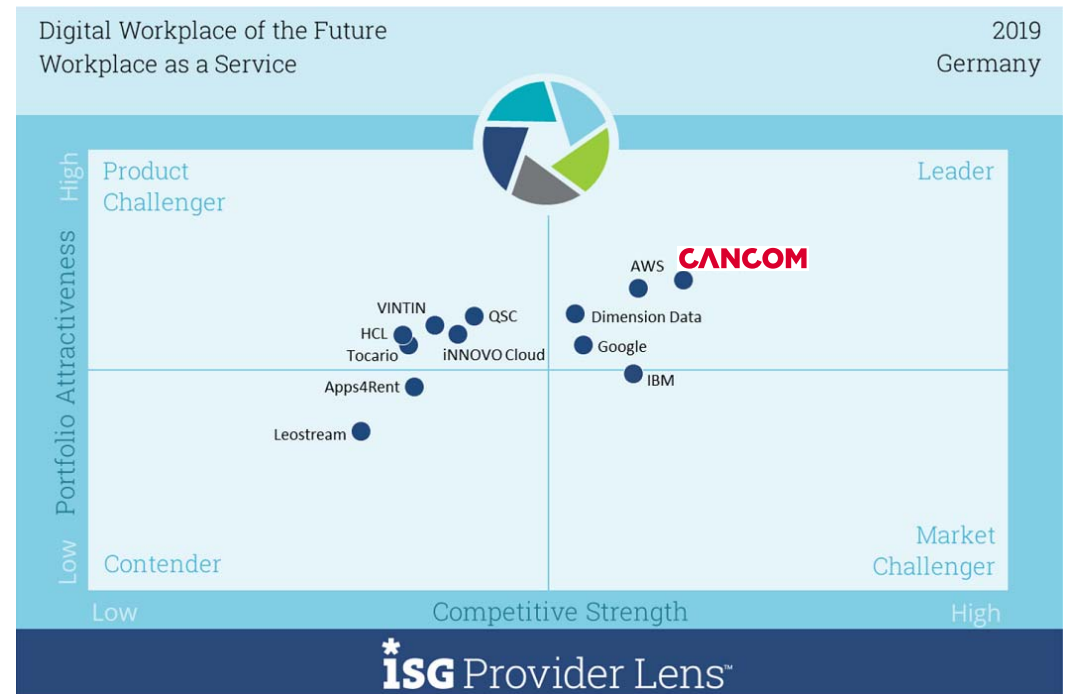 Digital Workplace of the Future
Workplace as a Service
2019
Germany
High
Portfolio Attractiveness
Low
Product
Challenger
Leader
AWS
CANCOM
VINTIN
QSC
Dimension Data
HCL
Google
Tocario
iNNOVO Cloud
IBM
Apps4Rent
Leostream
Market
Challenger
Contender
Low
Competitive Strength
High
*iSG Provider Lens™